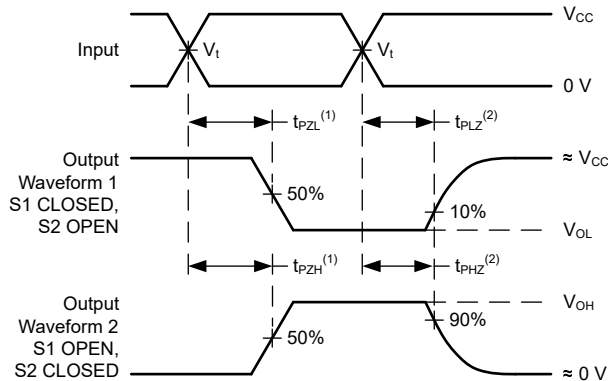 V_CC
Input
V_t
V_t
0 V
t_PZL^(1)
t_PLZ^(2)
Output
Waveform 1
S1 CLOSED,
S2 OPEN
≈ V_CC
50%
10%
V_OL
t_PZH^(1)
t_PHZ^(2)
Output
Waveform 2
S1 OPEN,
S2 CLOSED
V_OH
50%
90%
≈ 0 V